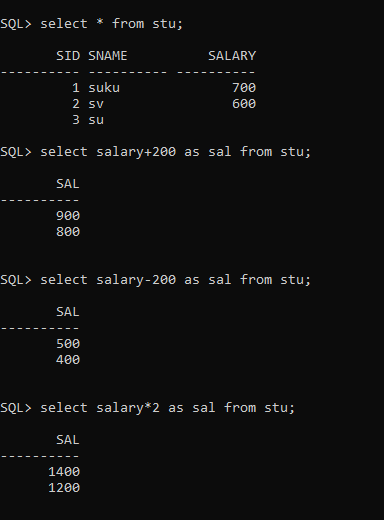 SQL> select * from stu;
SID SNAME SALARY
---------- ---------- ----------
1 suku 700
2 sv 600
3 su
SQL> select salary+200 as sal from stu;
SAL
----------
900
800
SQL> select salary-200 as sal from stu;
SAL
----------
500
400
SQL> select salary*2 as sal from stu;
SAL
----------
1400
1200